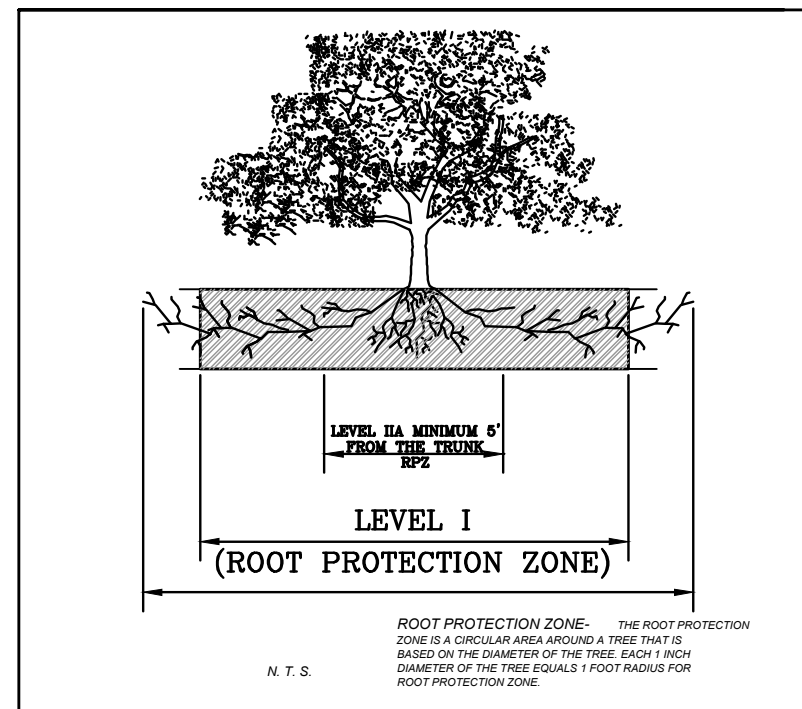 LEVEL IIA MINIMUM 5'
FROM THE TRUNK
RPZ
LEVEL I
(ROOT PROTECTION ZONE)
ROOT PROTECTION ZONE- THE ROOT PROTECTION
ZONE IS A CIRCULAR AREA AROUND A TREE THAT IS
BASED ON THE DIAMETER OF THE TREE. EACH 1 INCH
DIAMETER OF THE TREE EQUALS 1 FOOT RADIUS FOR
ROOT PROTECTION ZONE.
N. T. S.